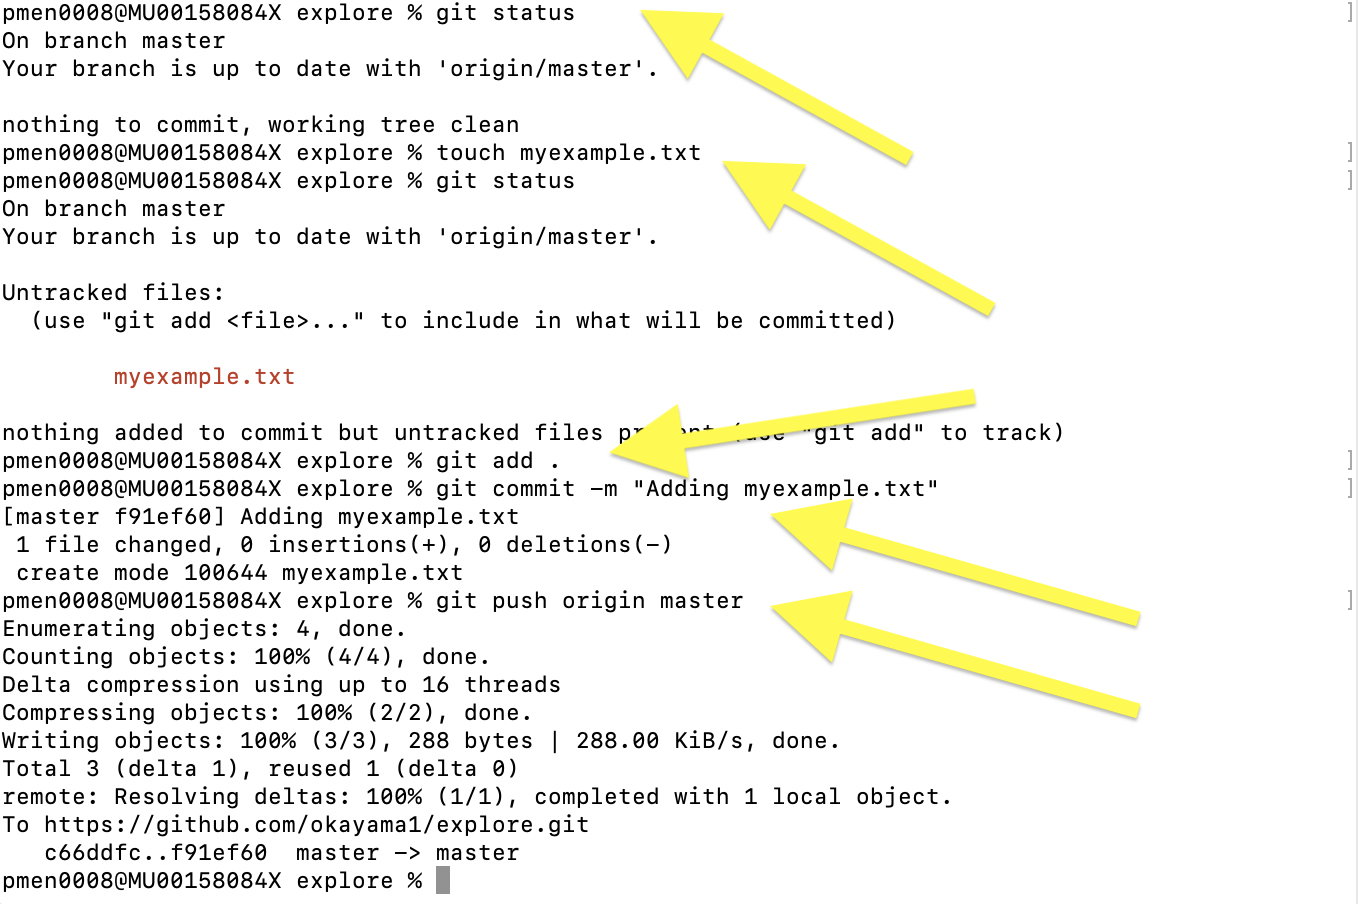 pmen0008@MU00158084X explore % git status
On branch master
Your branch is up to date with 'origin/master'.
nothing to commit, working tree clean
pmen0008@MU00158084X explore % touch myexample.txt
pmen0008@MU00158084X explore % git status
On branch master
Your branch is up to date with 'origin/master'.
Untracked files:
(use "git add <file>..." to include in what will be committed)
myexample.txt
nothing added to commit but untracked files (use "git add" to track)
pmen0008@MU00158084X explore % git add .
pmen0008@MU00158084X explore % git commit -m "Adding myexample.txt"
[master f91ef60] Adding myexample.txt
1 file changed, 0 insertions(+), 0 deletions(-)
create mode 100644 myexample.txt
pmen0008@MU00158084X explore % git push origin master
Enumerating objects: 4, done.
Counting objects: 100% (4/4), done.
Delta compression using up to 16 threads
Compressing objects: 100% (2/2), done.
Writing objects: 100% (3/3), 288 bytes | 288.00 KiB/s, done.
Total 3 (delta 1), reused 1 (delta 0)
remote: Resolving deltas: 100% (1/1), completed with 1 local object.
To https://github.com/okayama1/explore.git
c66ddfc..f91ef60  master -> master
pmen0008@MU00158084X explore %